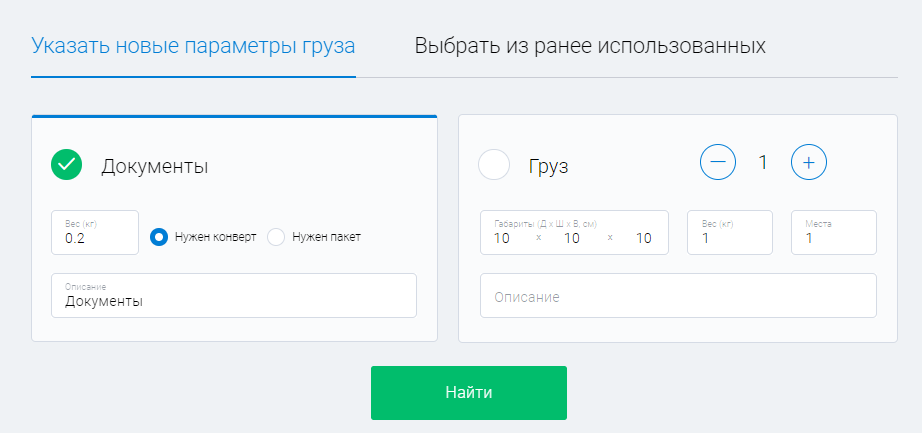 Указать новые параметры груза
Выбрать из ранее использованных
Документы
Вес (кг)
0.2
Нужен конверт
Нужен пакет
Описание
Документы
Груз
1
Габариты (Д х Ш х В. см)
10 x 10 x 10
Вес (кг)
1
Места
1
Описание
Найти